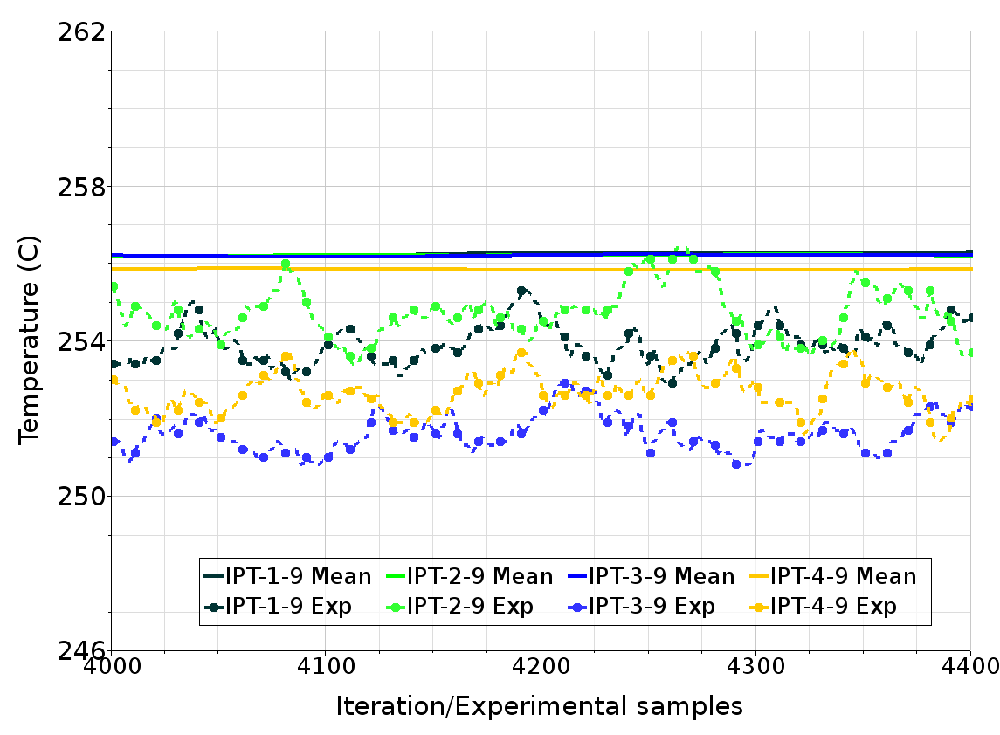 262
258
254
250
246
Temperature (C)
IPT-1-9 Mean IPT-2-9 Mean IPT-3-9 Mean IPT-4-9 Mean
IPT-1-9 Exp IPT-2-9 Exp IPT-3-9 Exp IPT-4-9 Exp
4000 4100 4200 4300 4400
Iteration/Experimental samples